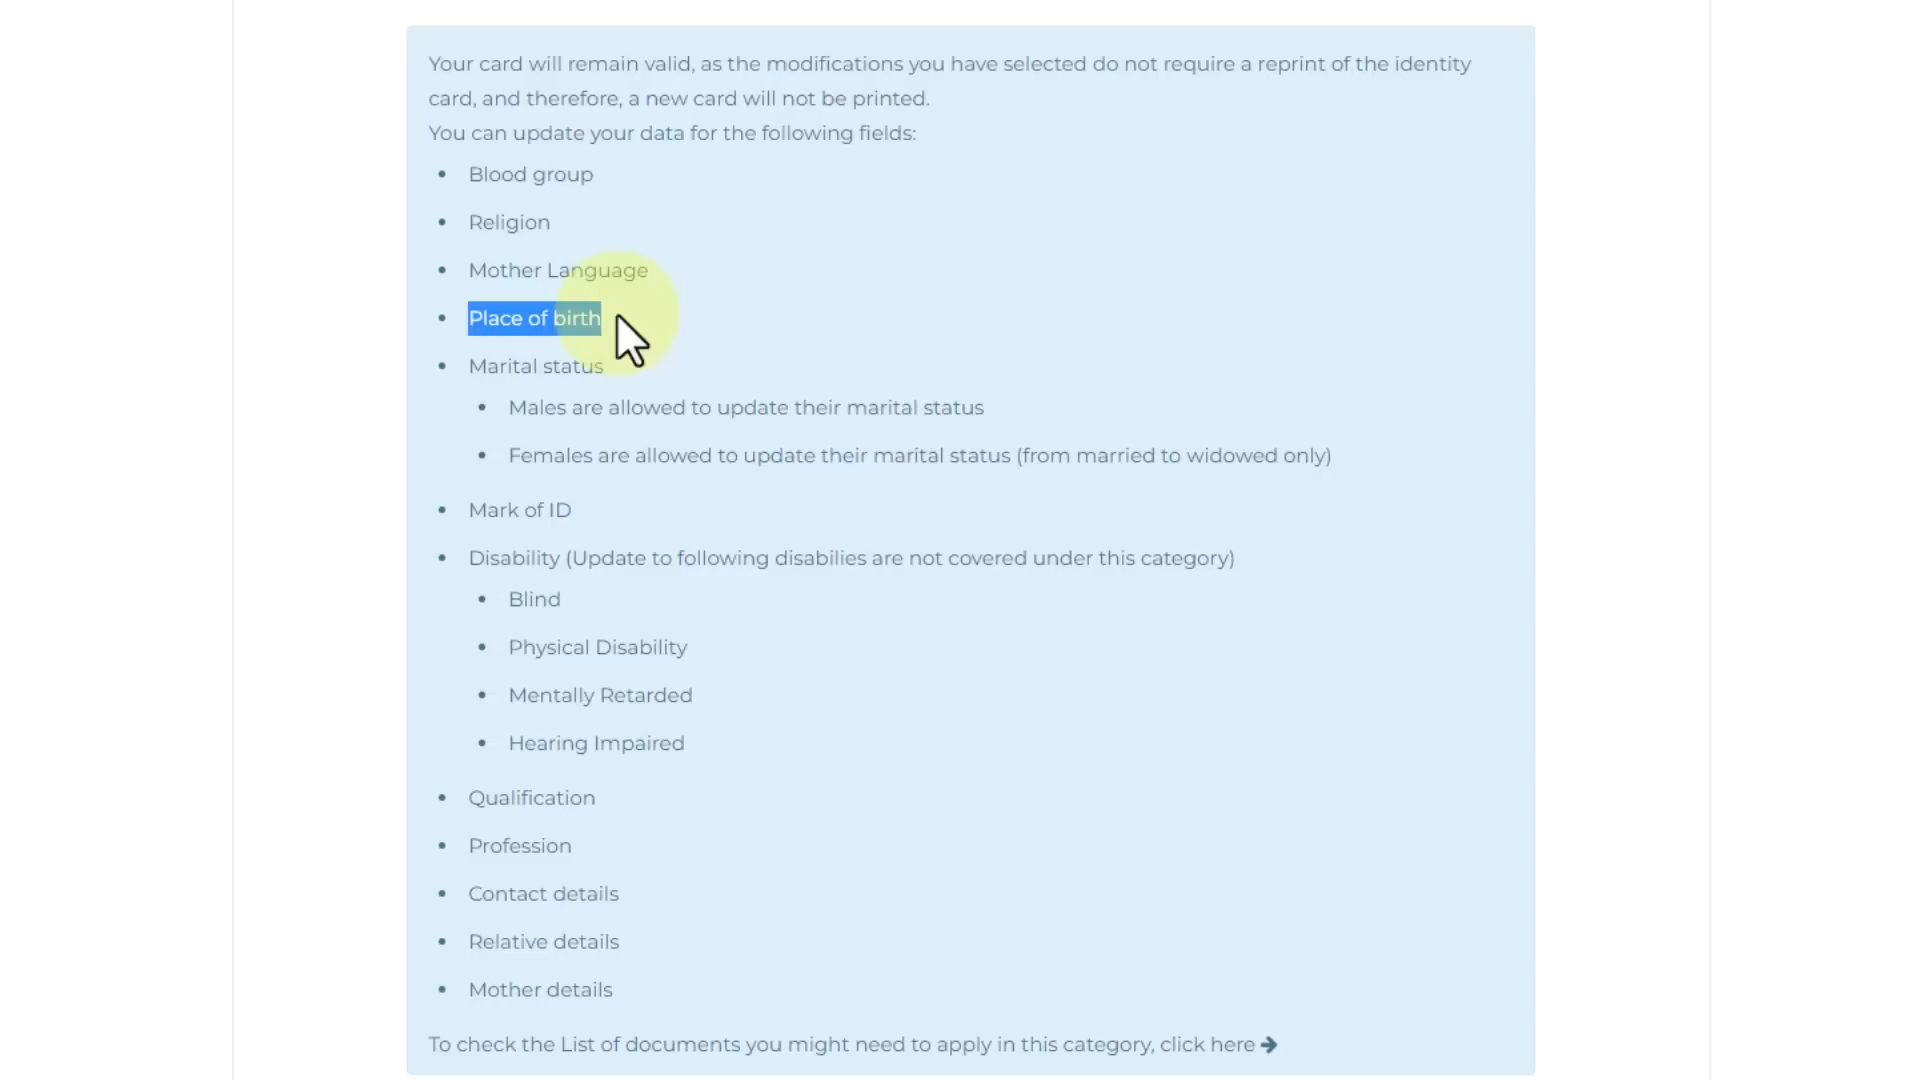 Your card will remain valid, as the modifications you have selected do not require a reprint of the identity
card, and therefore, a new card will not be printed.
You can update your data for the following fields:
• Blood group
• Religion
• Mother Language
• Place of birth
• Marital status
• Males are allowed to update their marital status
• Females are allowed to update their marital status (from married to widowed only)
• Mark of ID
• Disability (Update to following disabilies are not covered under this category)
• Blind
• Physical Disability
• Mentally Retarded
• Hearing Impaired
• Qualification
• Profession
• Contact details
• Relative details
• Mother details
To check the List of documents you might need to apply in this category, click here →